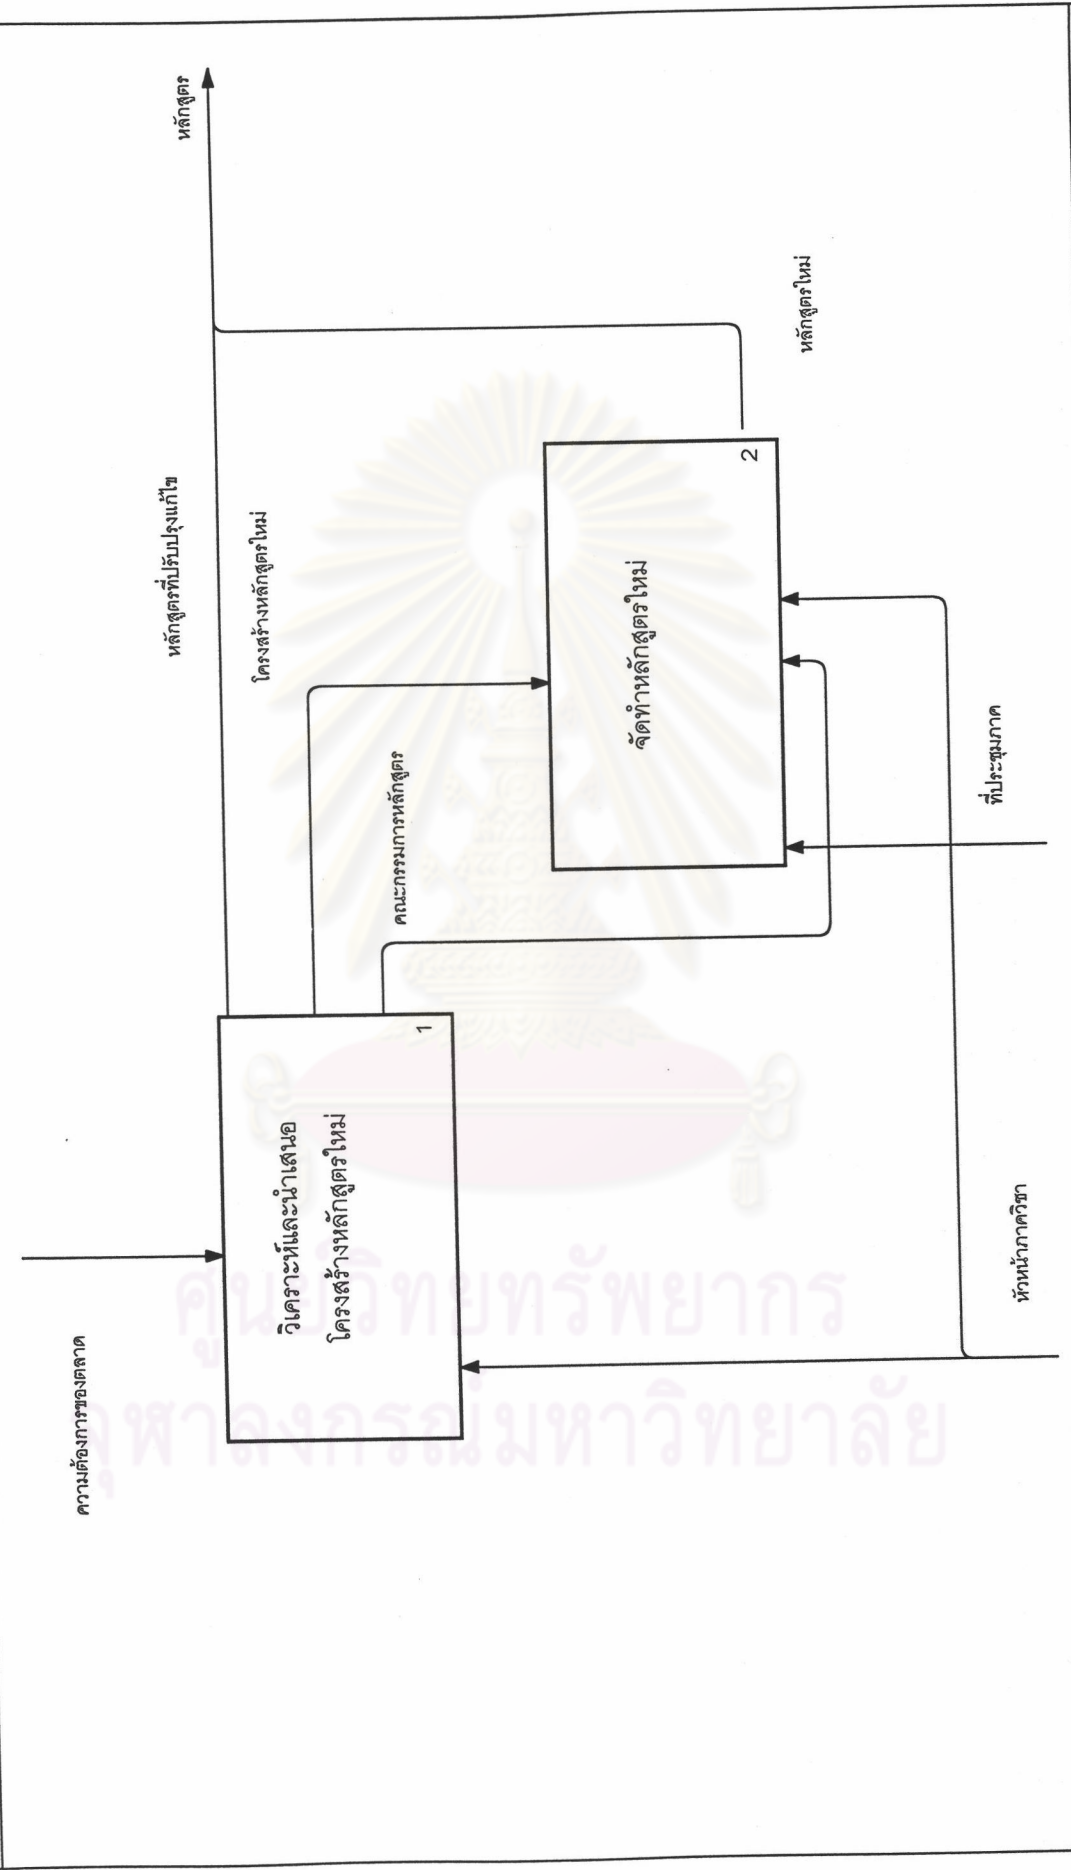 ความต้องการของตลาด
วิเคราะห์และนำเสนอ
โครงสร้างหลักสูตรใหม่
1
หลักสูตรที่ปรับปรุงแก้ไข
หลักสูตร
โครงสร้างหลักสูตรใหม่
คณะกรรมการหลักสูตร
จัดทำหลักสูตรใหม่
2
หลักสูตรใหม่
หัวหน้าภาควิชา
ที่ประชุมภาค
ศูนย์วิทยทรัพยากร
จุฬาลงกรณ์มหาวิทยาลัย